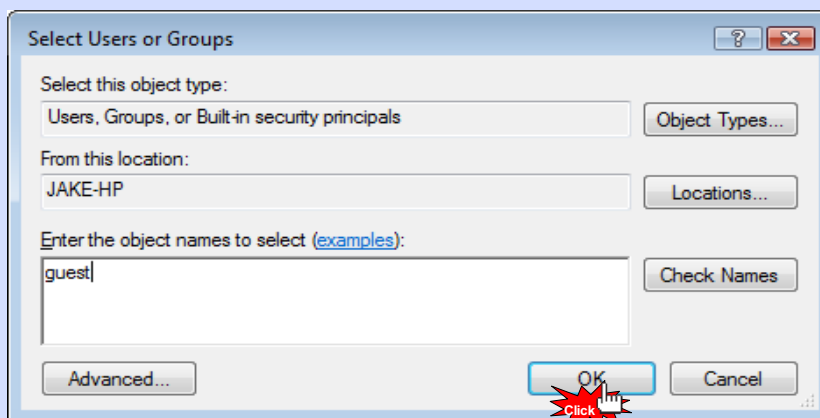 Select Users or Groups
Select this object type:
Users, Groups, or Built-in security principals
Object Types...
From this location:
JAKE-HP
Locations...
Enter the object names to select (examples):
guest
Check Names
Advanced...
OK
Cancel
Click